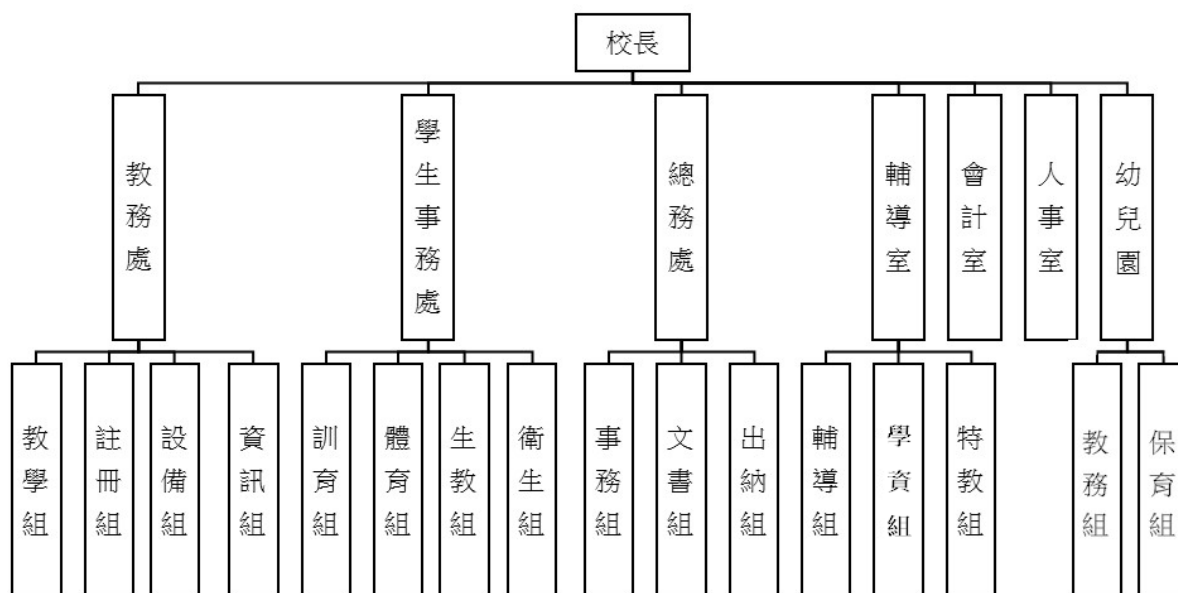 校長
教務處
學生事務處
總務處
輔導室
會計室
人事室
幼兒園
教學組
註冊組
設備組
資訊組
訓育組
體育組
生教組
衛生組
事務組
文書組
出納組
輔導組
學資組
特教組
教務組
保育組